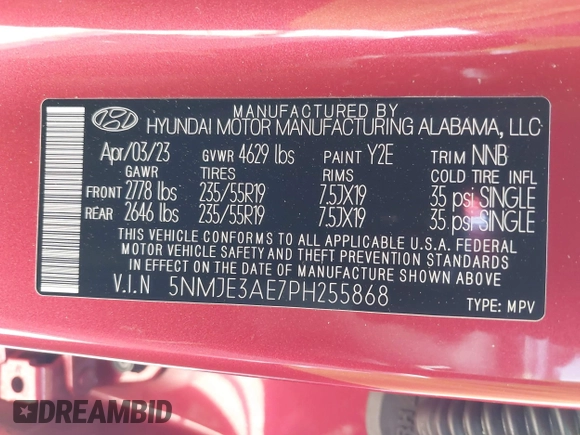 MANUFACTURED BY
HYUNDAI MOTOR MANUFACTURING ALABAMA, LLC
Apr/03/23 GVWR 4629 lbs PAINT Y2E TRIM NNB
GAWR TIRES RIMS COLD TIRE INFL
FRONT 2778 lbs 235/55R19 7.5JX19 35 psi SINGLE
REAR 2646 lbs 235/55R19 7.5JX19 35 psi SINGLE
THIS VEHICLE CONFORMS TO ALL APPLICABLE U.S.A. FEDERAL
MOTOR VEHICLE SAFETY AND THEFT PREVENTION STANDARDS
IN EFFECT ON THE DATE OF MANUFACTURE SHOWN ABOVE
V.I.N 5NMJE3AE7PH255868 TYPE: MPV
DREAMBID